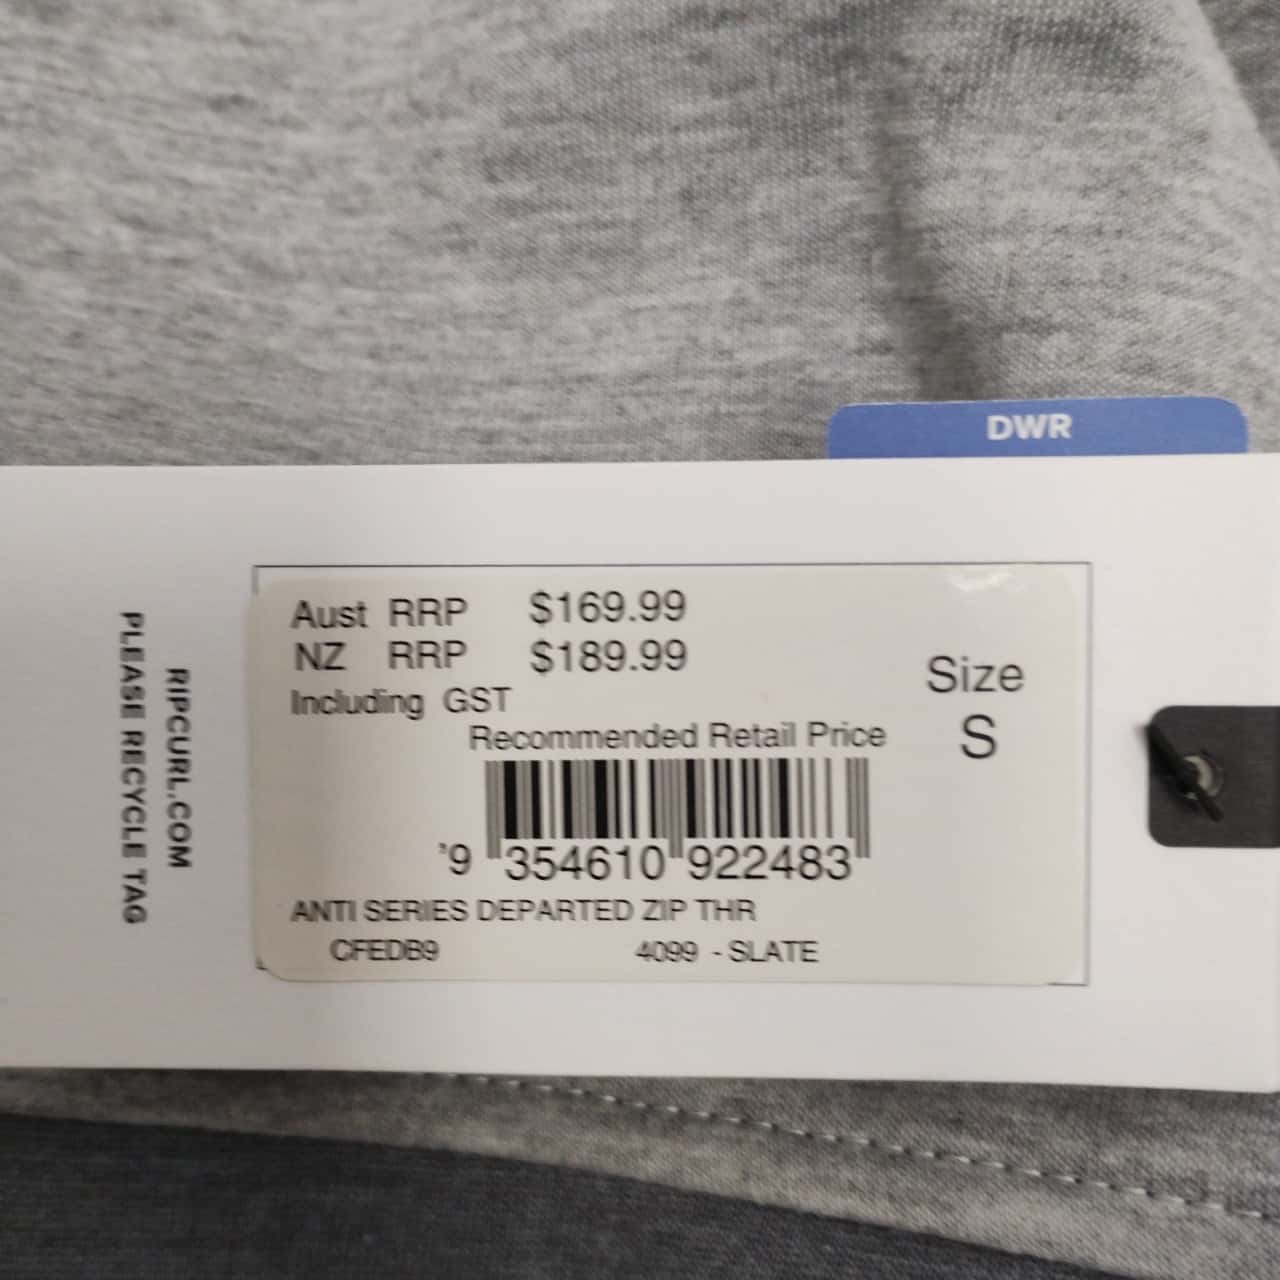 DWR
Aust RRP $169.99
NZ RRP $189.99
Including GST
Recommended Retail Price
Size
S
'9 354610 922483
ANTI SERIES DEPARTED ZIP THR
CFEDB9 4099 - SLATE
RIPCURL.COM
PLEASE RECYCLE TAG